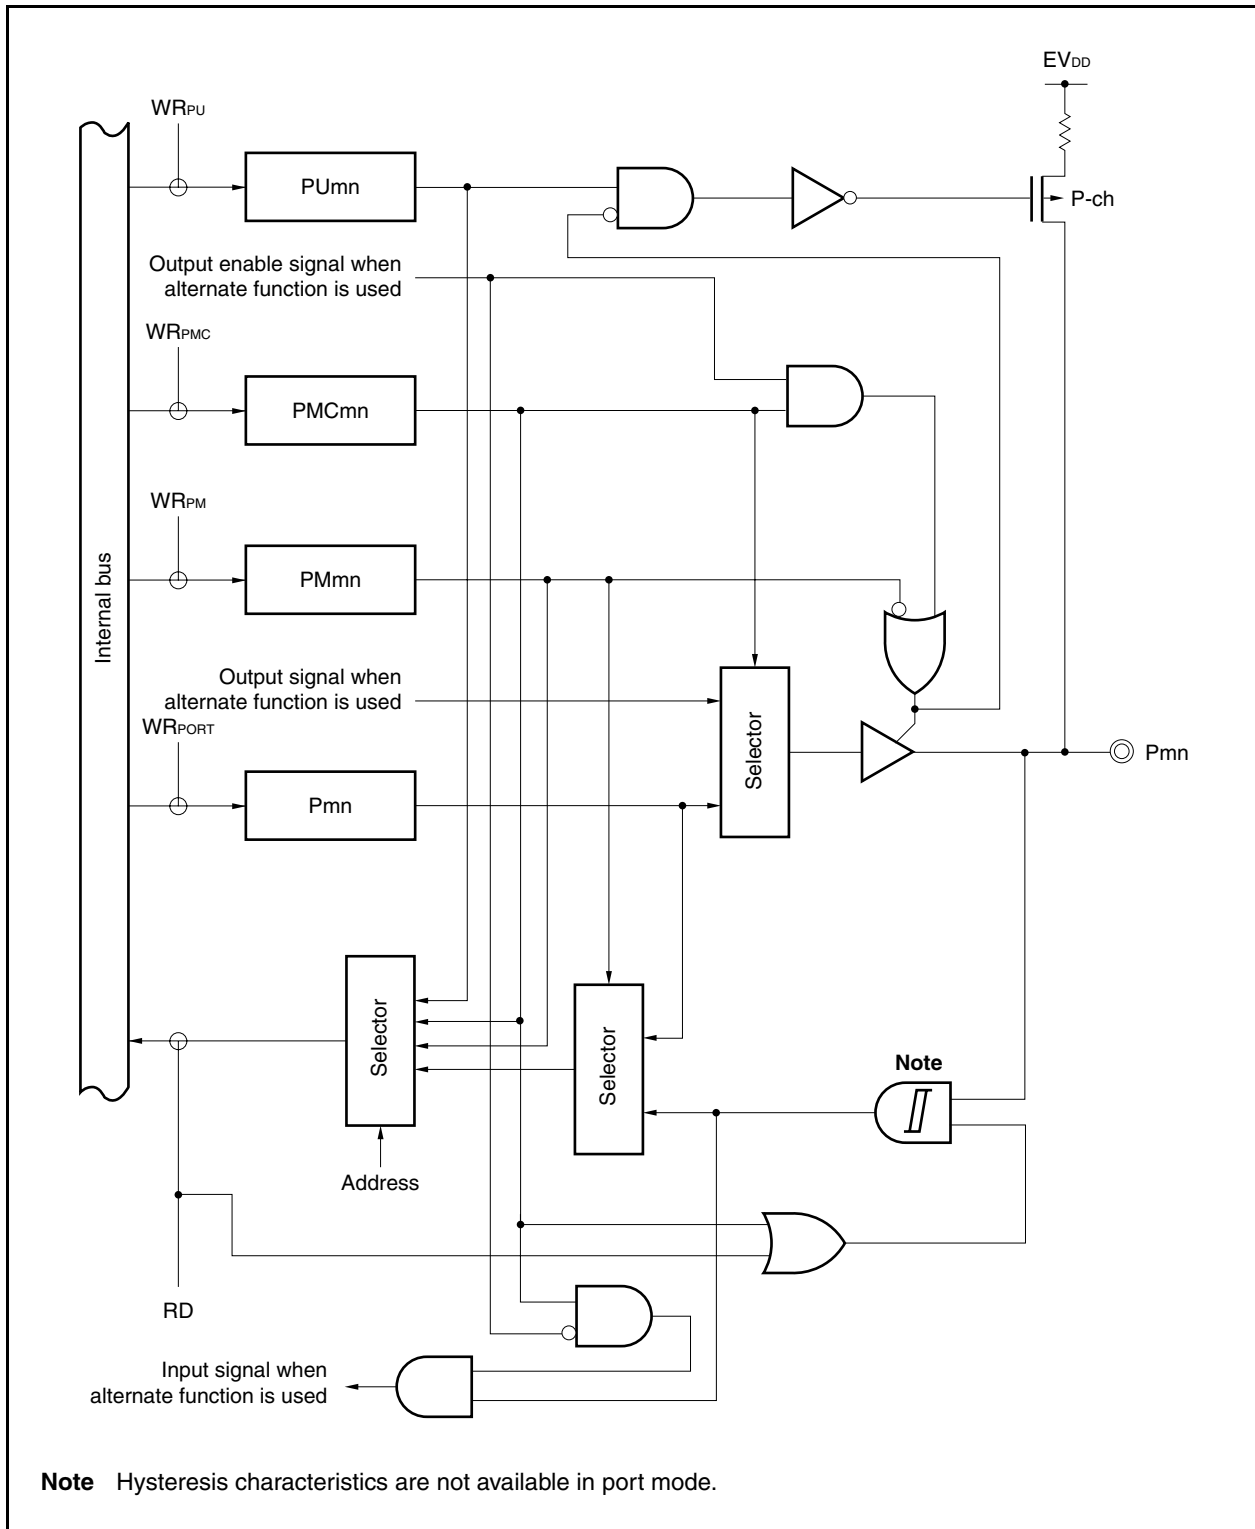 EVDD
WRPU
PUmn
P-ch
Output enable signal when
alternate function is used
WRPMC
PMCmn
WRPM
PMmn
Internal bus
Output signal when
alternate function is used
WRPORT
Selector
Pmn
Pmn
Selector
Selector
Note
Address
RD
Input signal when
alternate function is used
Note Hysteresis characteristics are not available in port mode.